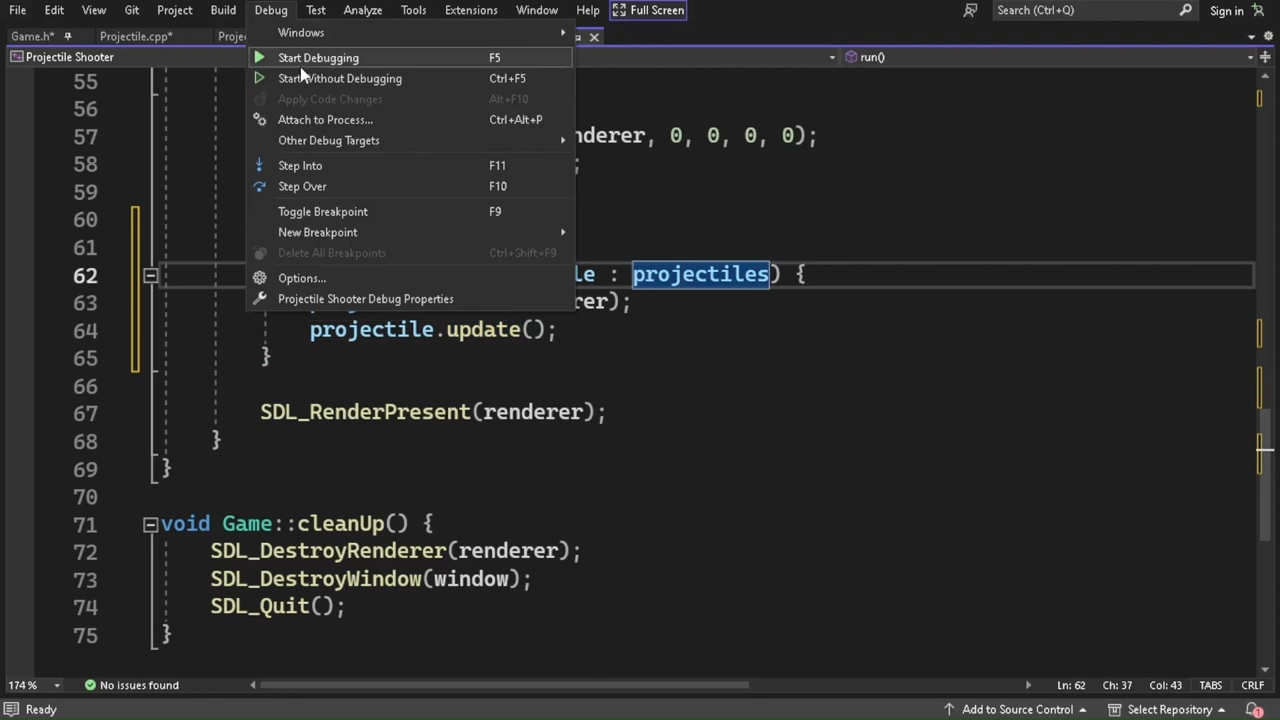 File Edit View Git Project Build Debug Test Analyze Tools Extensions Window Help Full Screen Search (Ctrl+Q) Sign in
Game.h* Projectile.cpp* Proje
Projectile Shooter run()
Windows
Start Debugging F5
Start Without Debugging Ctrl+F5
Apply Code Changes Alt+F10
Attach to Process... Ctrl+Alt+P
Other Debug Targets
Step Into F11
Step Over F10
Toggle Breakpoint F9
New Breakpoint
Delete All Breakpoints Ctrl+Shift+F9
Options...
Projectile Shooter Debug Properties
55
56
57 nderer, 0, 0, 0, 0);
58 ;
59
60
61
62 le : projectiles) {
63 rer);
64 projectile.update();
65 }
66
67 SDL_RenderPresent(renderer);
68 }
69 }
70
71 void Game::cleanUp() {
72 SDL_DestroyRenderer(renderer);
73 SDL_DestroyWindow(window);
74 SDL_Quit();
75 }
174 % No issues found Ln: 62 Ch: 37 Col: 43 TABS CRLF
Ready Add to Source Control Select Repository 1